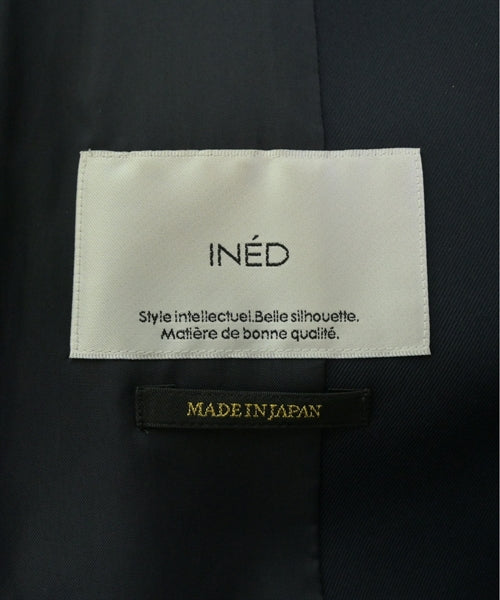 INÉD
Style intellectuel.Belle silhouette.
Matière de bonne qualité.
MADE IN JAPAN